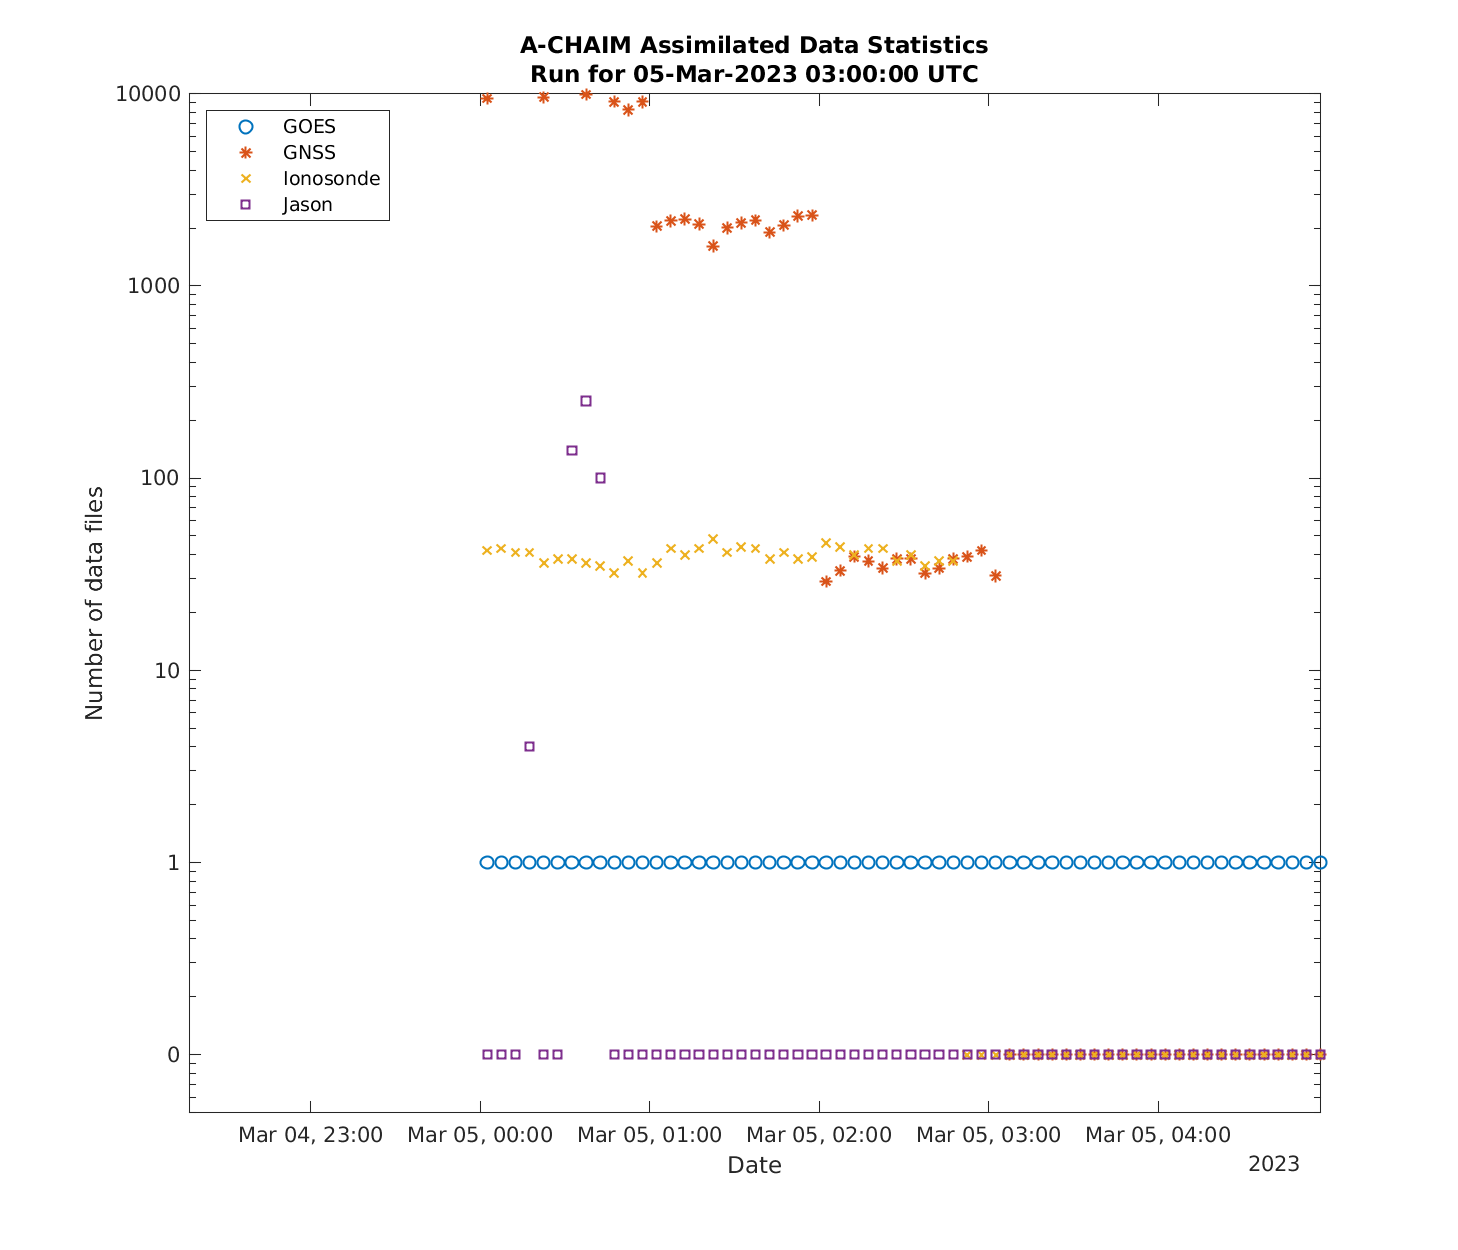 A-CHAIM Assimilated Data Statistics
Run for 05-Mar-2023 03:00:00 UTC
10000
1000
100
10
1
0
GOES
GNSS
Ionosonde
Jason
Number of data files
Mar 04, 23:00
Mar 05, 00:00
Mar 05, 01:00
Mar 05, 02:00
Mar 05, 03:00
Mar 05, 04:00
Date
2023